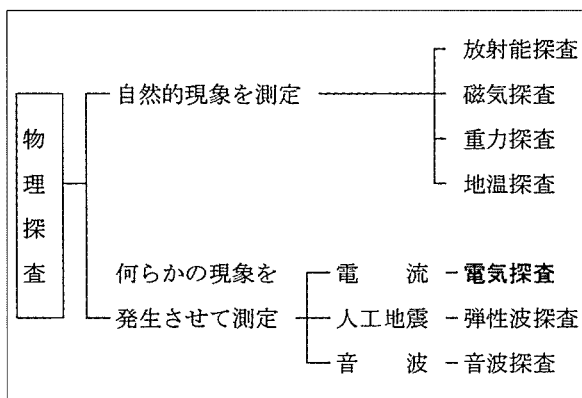 物理探査
自然的現象を測定
放射能探査
磁気探査
重力探査
地温探査
何らかの現象を
発生させて測定
電　流
電気探査
人工地震
弾性波探査
音　波
音波探査